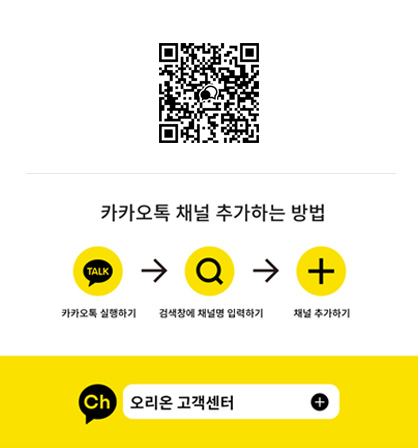 카카오톡 채널 추가하는 방법
TALK
카카오톡 실행하기
검색창에 채널명 입력하기
채널 추가하기
Ch 오리온 고객센터